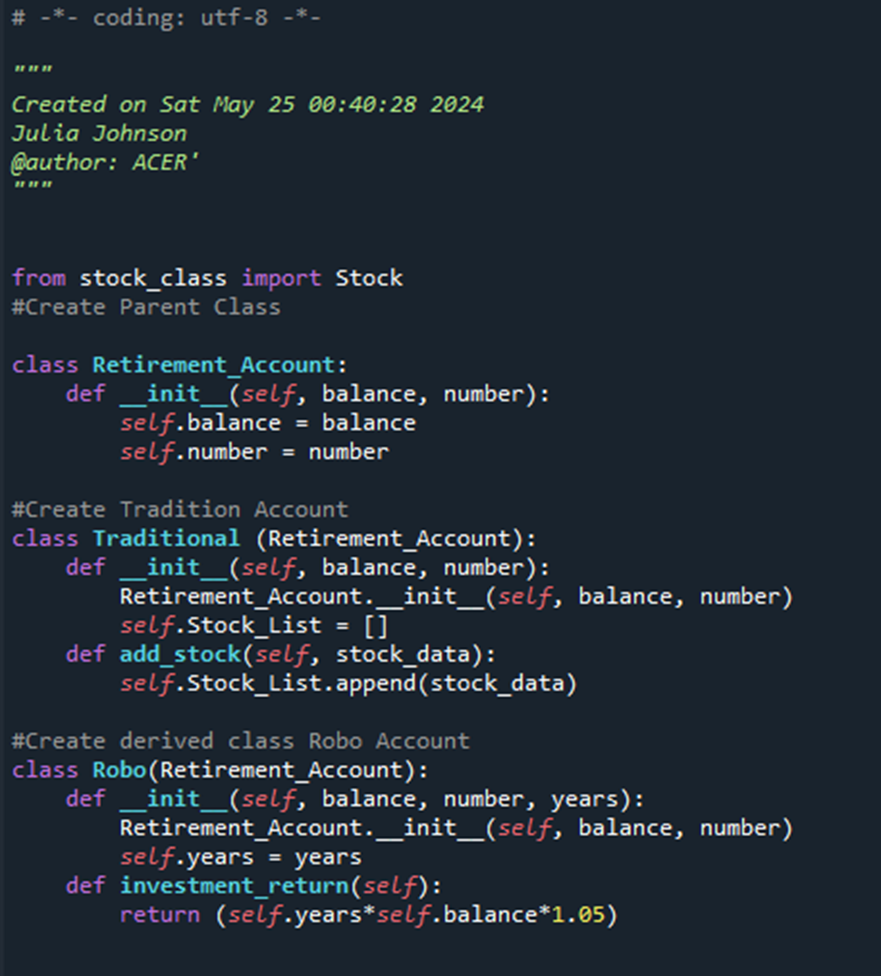 # -*- coding: utf-8 -*-
"""
Created on Sat May 25 00:40:28 2024
Julia Johnson
@author: ACER'
"""
from stock_class import Stock
#Create Parent Class
class Retirement_Account:
    def __init__(self, balance, number):
        self.balance = balance
        self.number = number
#Create Tradition Account
class Traditional (Retirement_Account):
    def __init__(self, balance, number):
        Retirement_Account.__init__(self, balance, number)
        self.Stock_List = []
    def add_stock(self, stock_data):
        self.Stock_List.append(stock_data)
#Create derived class Robo Account
class Robo(Retirement_Account):
    def __init__(self, balance, number, years):
        Retirement_Account.__init__(self, balance, number)
        self.years = years
    def investment_return(self):
        return (self.years*self.balance*1.05)